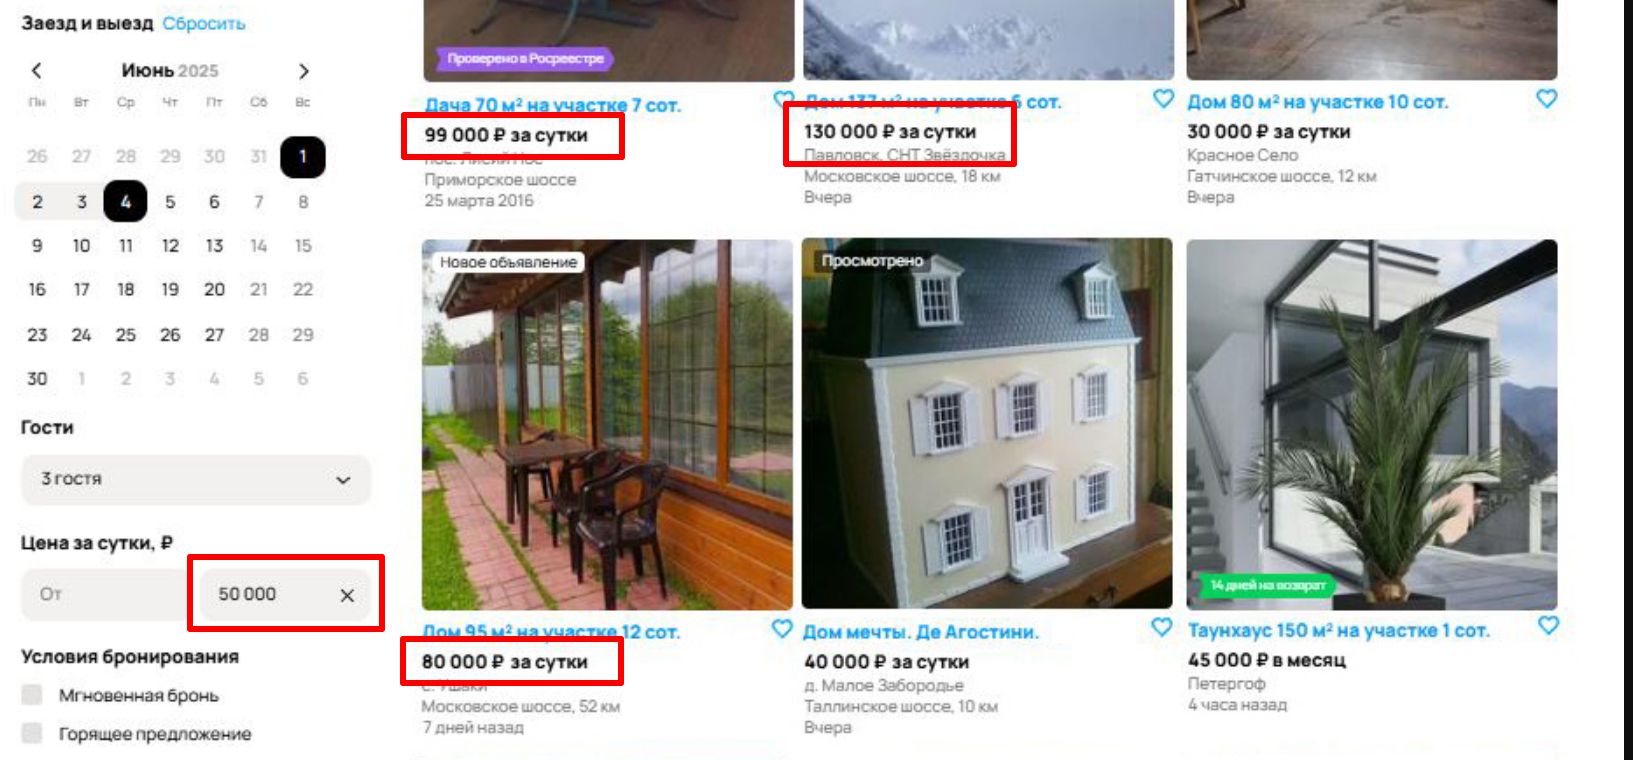 Заезд и выезд Сбросить
Июнь 2025
Пн Вт Ср Чт Пт Сб Вс
26 27 28 29 30 31 1
2 3 4 5 6 7 8
9 10 11 12 13 14 15
16 17 18 19 20 21 22
23 24 25 26 27 28 29
30 1 2 3 4 5 6
Гости
3 гостя
Цена за сутки, ₽
От
50 000
Условия бронирования
Мгновенная бронь
Горящее предложение
Проверено в Росреестре
Дача 70 м² на участке 7 сот.
99 000 ₽ за сутки
пос. Лисий Нос
Приморское шоссе
25 марта 2016
Дом 137 м² на участке 6 сот.
130 000 ₽ за сутки
Павловск, СНТ Звёздочка
Московское шоссе, 18 км
Вчера
Дом 80 м² на участке 10 сот.
30 000 ₽ за сутки
Красное Село
Гатчинское шоссе, 12 км
Вчера
Новое объявление
Дом 95 м² на участке 12 сот.
80 000 ₽ за сутки
с. Ушаки
Московское шоссе, 52 км
7 дней назад
Просмотрено
Дом мечты. Де Агостини.
40 000 ₽ за сутки
д. Малое Забородье
Таллинское шоссе, 10 км
Вчера
14 дней на возврат
Таунхаус 150 м² на участке 1 сот.
45 000 ₽ в месяц
Петергоф
4 часа назад